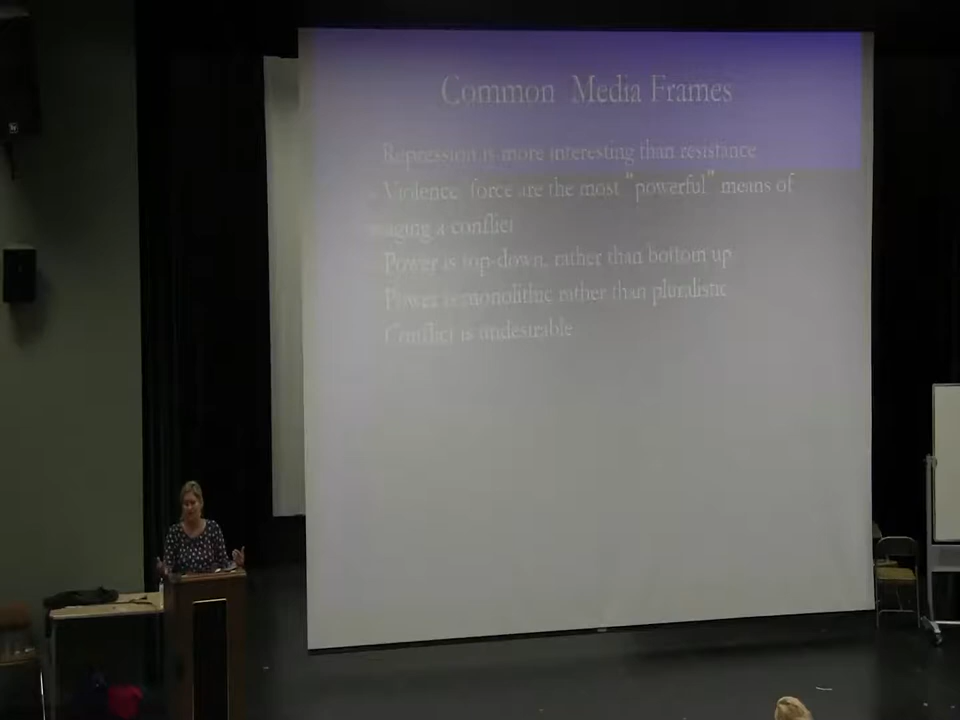 Common Media Frames
Repression is more interesting than resistance
Violence, force are the most "powerful" means of
waging a conflict
Power is top-down, rather than bottom up
Power is monolithic rather than pluralistic
Conflict is undesirable